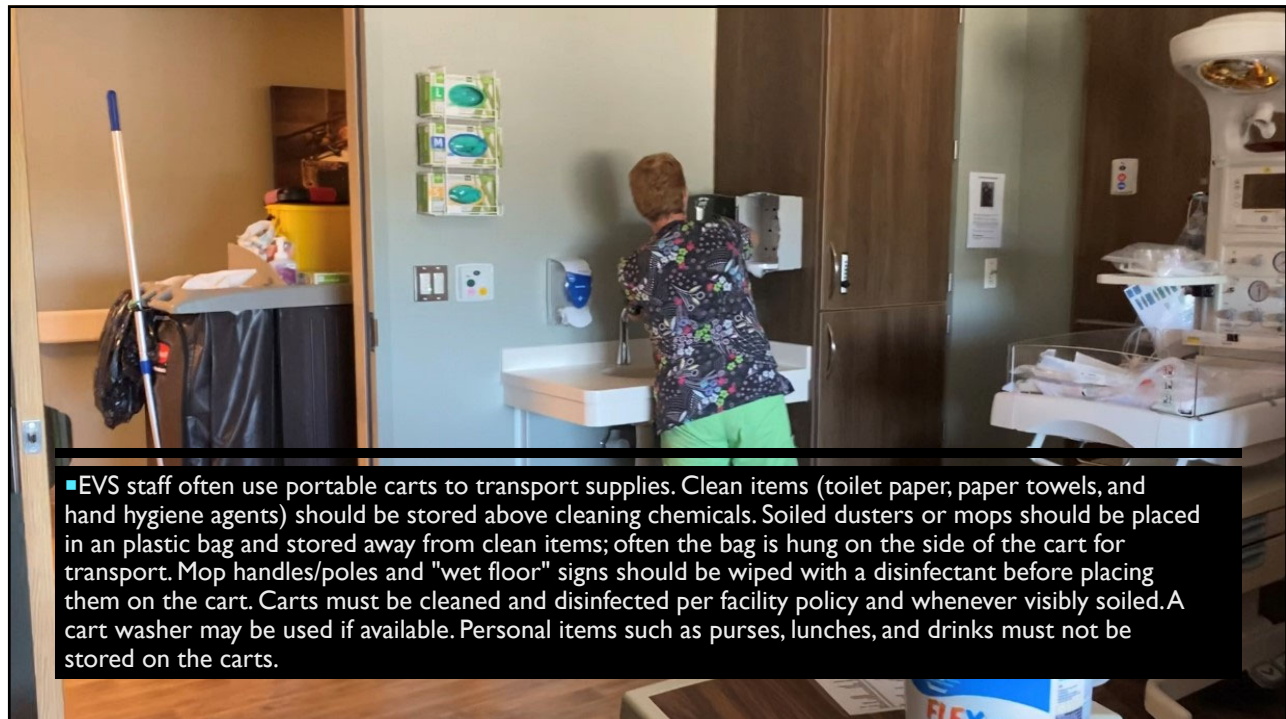 L
M
▪EVS staff often use portable carts to transport supplies. Clean items (toilet paper, paper towels, and
hand hygiene agents) should be stored above cleaning chemicals. Soiled dusters or mops should be placed
in an plastic bag and stored away from clean items; often the bag is hung on the side of the cart for
transport. Mop handles/poles and "wet floor" signs should be wiped with a disinfectant before placing
them on the cart. Carts must be cleaned and disinfected per facility policy and whenever visibly soiled. A
cart washer may be used if available. Personal items such as purses, lunches, and drinks must not be
stored on the carts.
FLEX